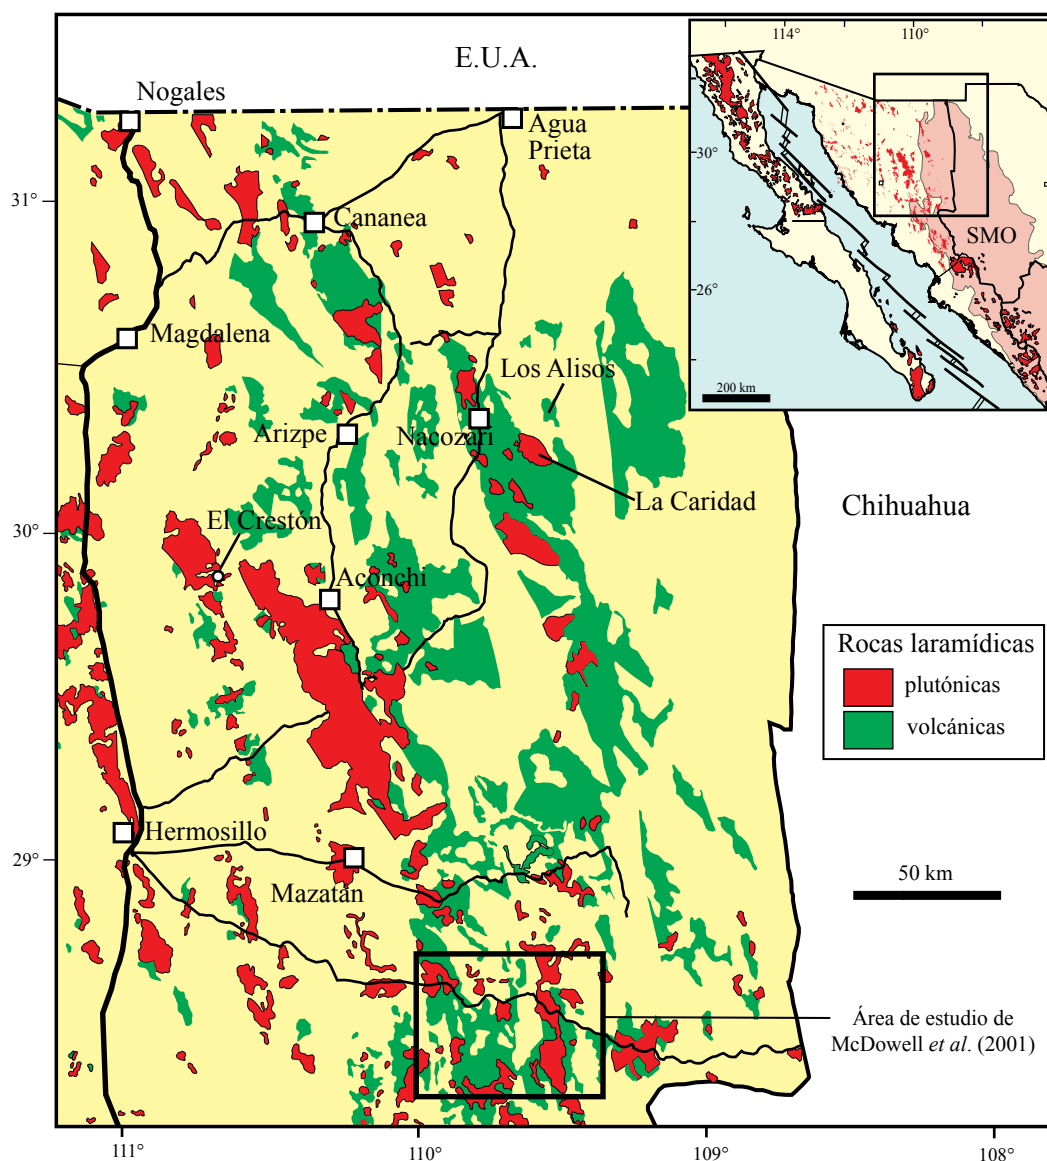 E.U.A.
114°
110°
30°
26°
SMO
200 km
Nogales
Agua
Prieta
31°
Cananea
Magdalena
Los Alisos
Arizpe
Nacozari
La Caridad
Chihuahua
El Crestón
30°
Aconchi
Rocas laramídicas
plutónicas
volcánicas
Hermosillo
29°
Mazatán
50 km
Área de estudio de
McDowell et al. (2001)
111°
110°
109°
108°